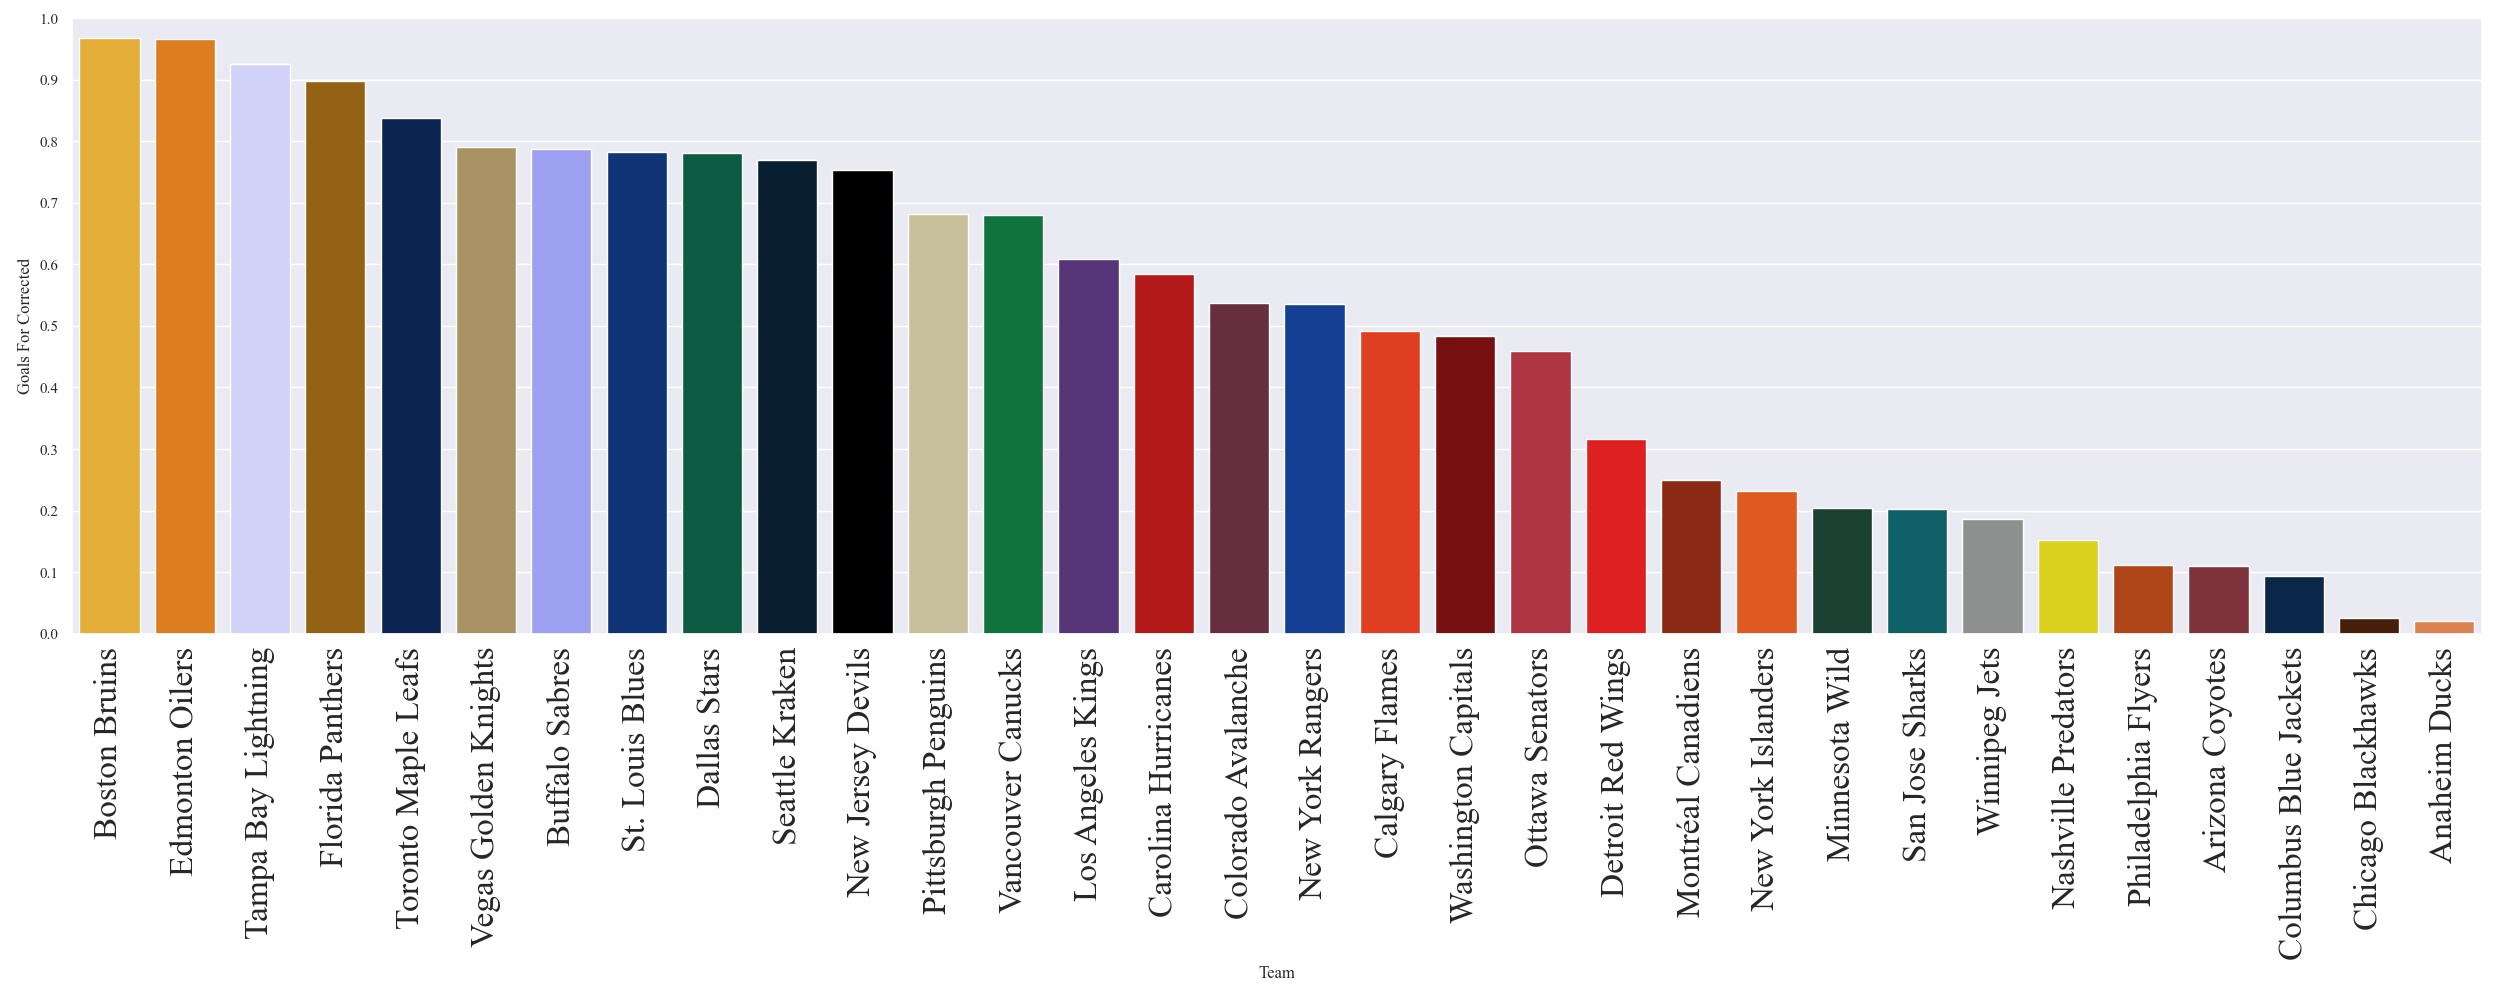 1.0
0.9
0.8
0.7
0.6
0.5
0.4
0.3
0.2
0.1
0.0
Goals For Corrected
Boston Bruins
Edmonton Oilers
Tampa Bay Lightning
Florida Panthers
Toronto Maple Leafs
Vegas Golden Knights
Buffalo Sabres
St. Louis Blues
Dallas Stars
Seattle Kraken
New Jersey Devils
Pittsburgh Penguins
Vancouver Canucks
Los Angeles Kings
Carolina Hurricanes
Colorado Avalanche
New York Rangers
Calgary Flames
Washington Capitals
Ottawa Senators
Detroit Red Wings
Montréal Canadiens
New York Islanders
Minnesota Wild
San Jose Sharks
Winnipeg Jets
Nashville Predators
Philadelphia Flyers
Arizona Coyotes
Columbus Blue Jackets
Chicago Blackhawks
Anaheim Ducks
Team